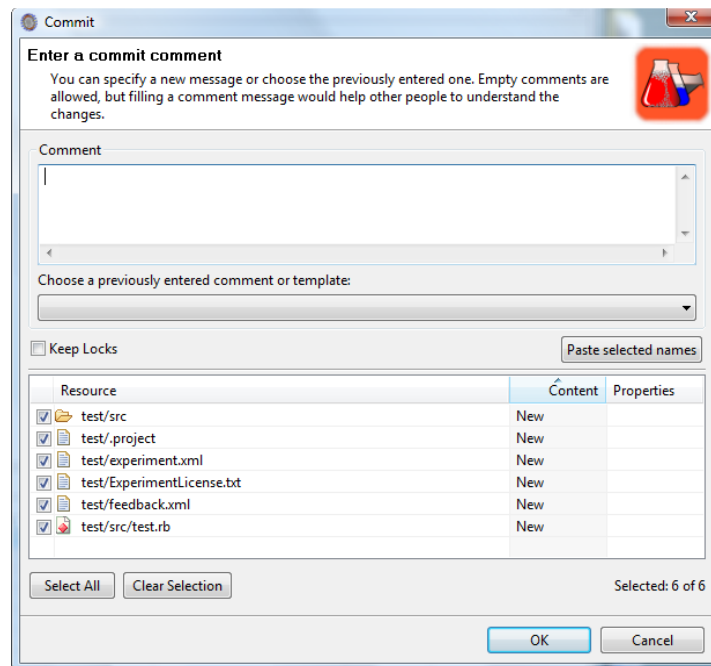 Commit
Enter a commit comment
You can specify a new message or choose the previously entered one. Empty comments are
allowed, but filling a comment message would help other people to understand the
changes.
Comment
Choose a previously entered comment or template:
Keep Locks
Paste selected names
Resource Content Properties
test/src New
test/.project New
test/experiment.xml New
test/ExperimentLicense.txt New
test/feedback.xml New
test/src/test.rb New
Select All Clear Selection Selected: 6 of 6
OK Cancel